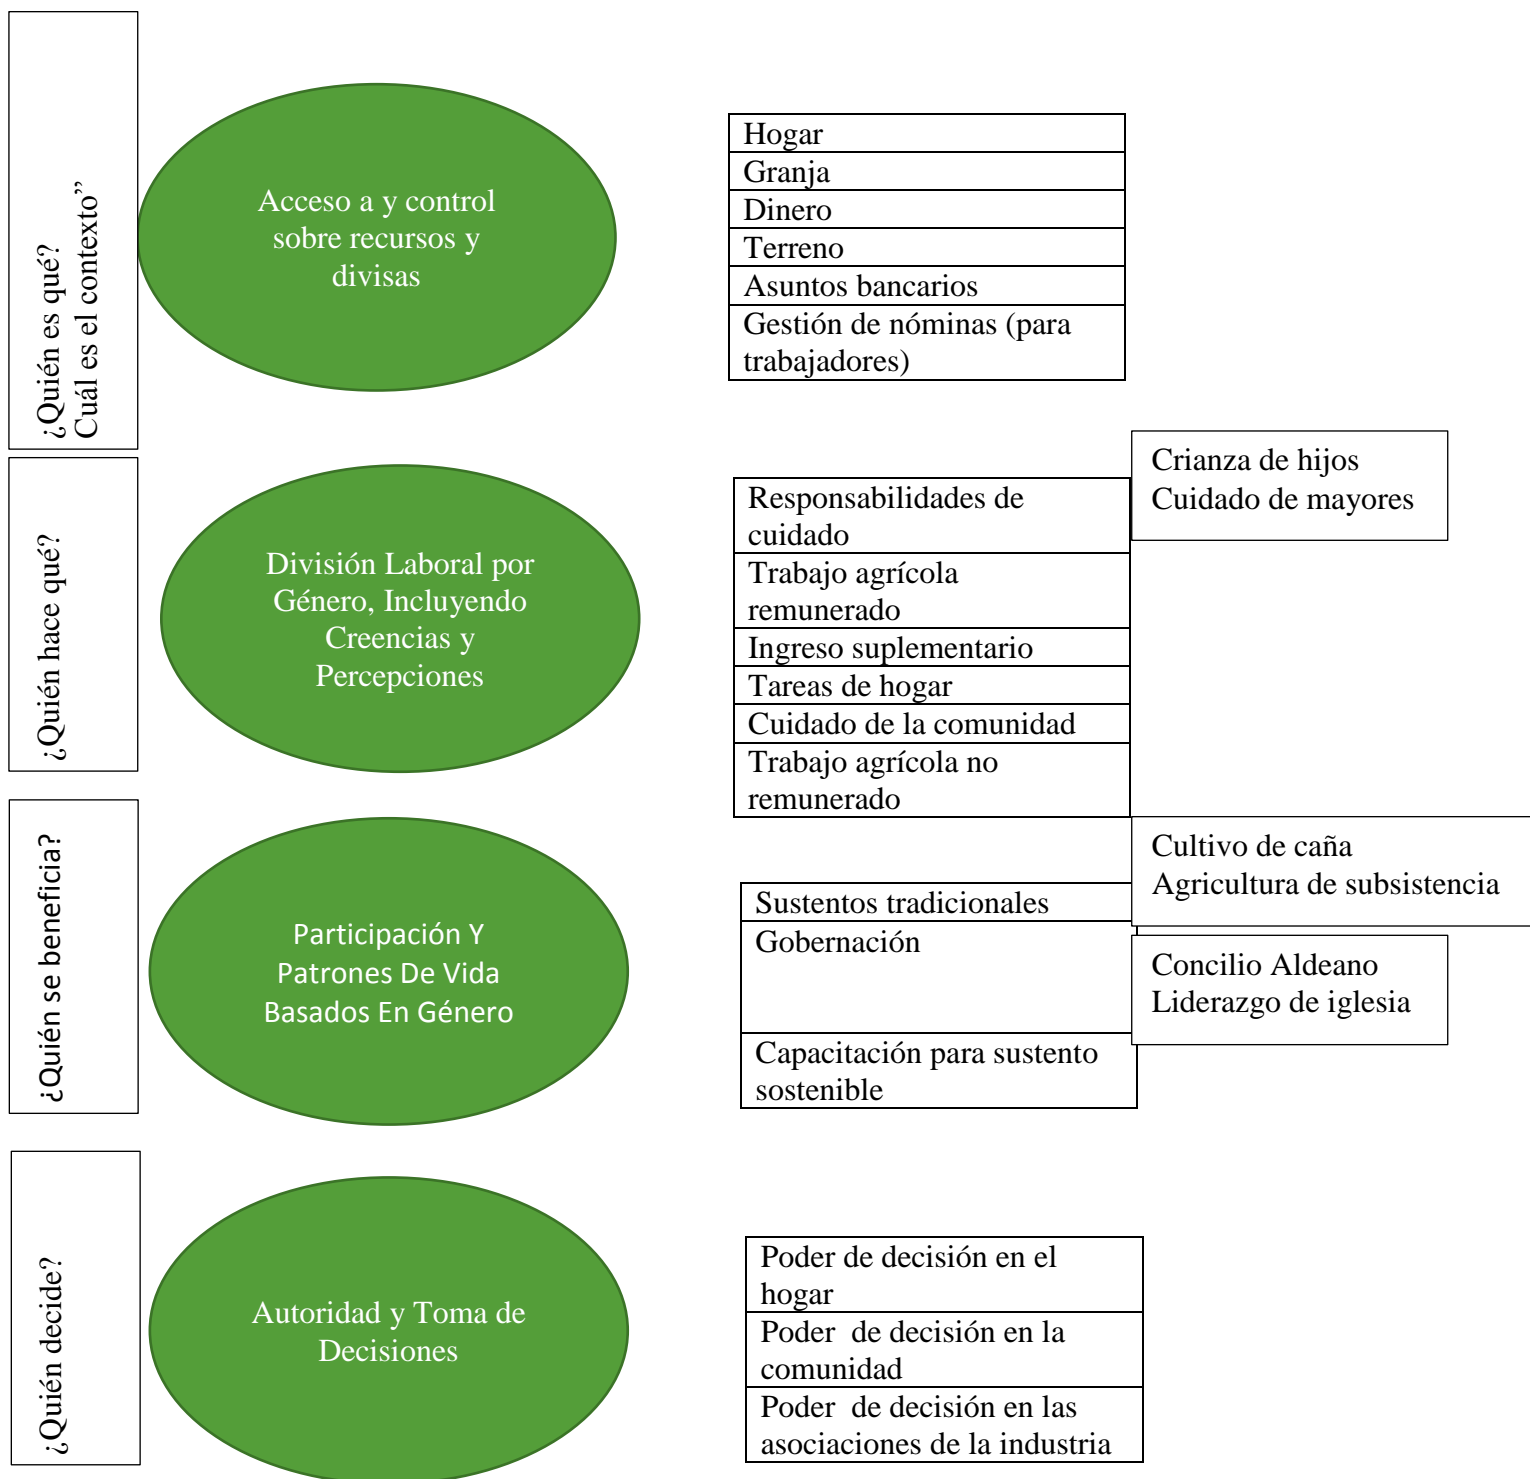 ¿Quién es qué?
Cuál es el contexto”
Acceso a y control
sobre recursos y
divisas
Hogar
Granja
Dinero
Terreno
Asuntos bancarios
Gestión de nóminas (para
trabajadores)
¿Quién hace qué?
División Laboral por
Género, Incluyendo
Creencias y
Percepciones
Responsabilidades de
cuidado
Trabajo agrícola
remunerado
Ingreso suplementario
Tareas de hogar
Cuidado de la comunidad
Trabajo agrícola no
remunerado
Crianza de hijos
Cuidado de mayores
¿Quién se beneficia?
Participación Y
Patrones De Vida
Basados En Género
Sustentos tradicionales
Gobernación
Capacitación para sustento
sostenible
Cultivo de caña
Agricultura de subsistencia
Concilio Aldeano
Liderazgo de iglesia
¿Quién decide?
Autoridad y Toma de
Decisiones
Poder de decisión en el
hogar
Poder  de decisión en la
comunidad
Poder  de decisión en las
asociaciones de la industria